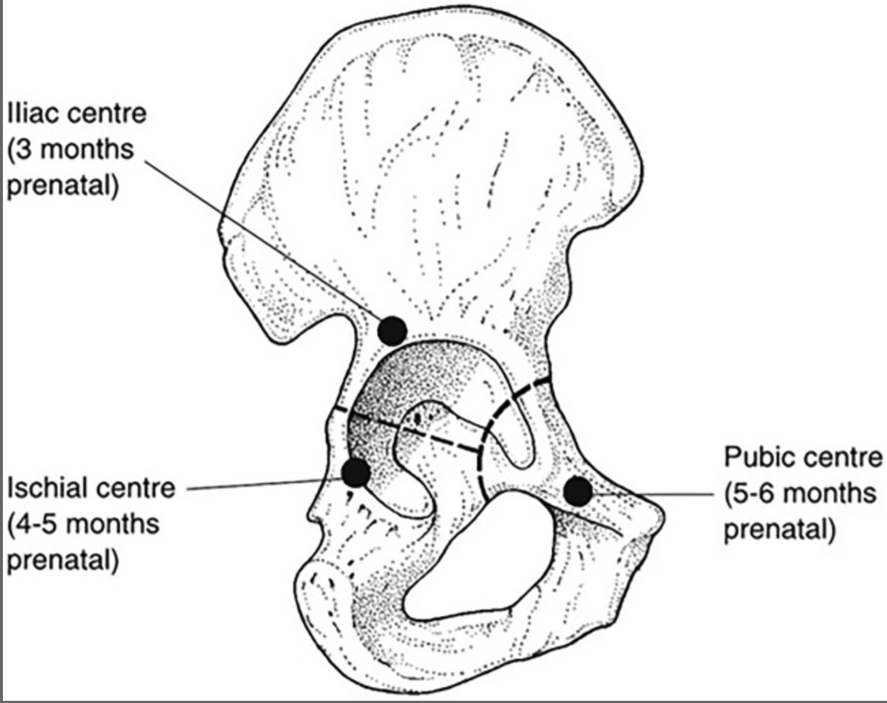 Iliac centre
(3 months
prenatal)
Ischial centre
(4-5 months
prenatal)
Pubic centre
(5-6 months
prenatal)